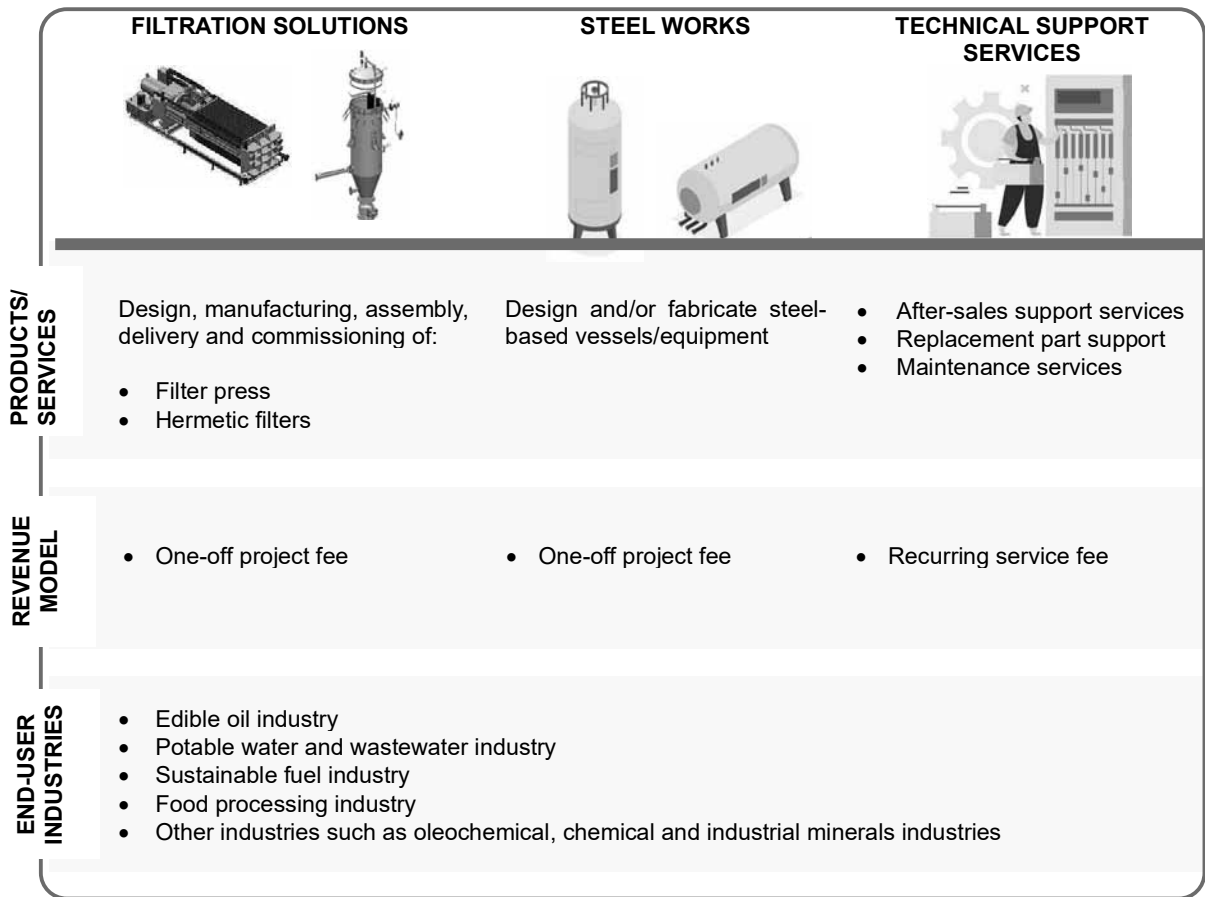 FILTRATION SOLUTIONS
STEEL WORKS
TECHNICAL SUPPORT
SERVICES
PRODUCTS/
SERVICES
Design, manufacturing, assembly,
delivery and commissioning of:
• Filter press
• Hermetic filters
Design and/or fabricate steel-
based vessels/equipment
• After-sales support services
• Replacement part support
• Maintenance services
REVENUE
MODEL
• One-off project fee
• One-off project fee
• Recurring service fee
END-USER
INDUSTRIES
• Edible oil industry
• Potable water and wastewater industry
• Sustainable fuel industry
• Food processing industry
• Other industries such as oleochemical, chemical and industrial minerals industries